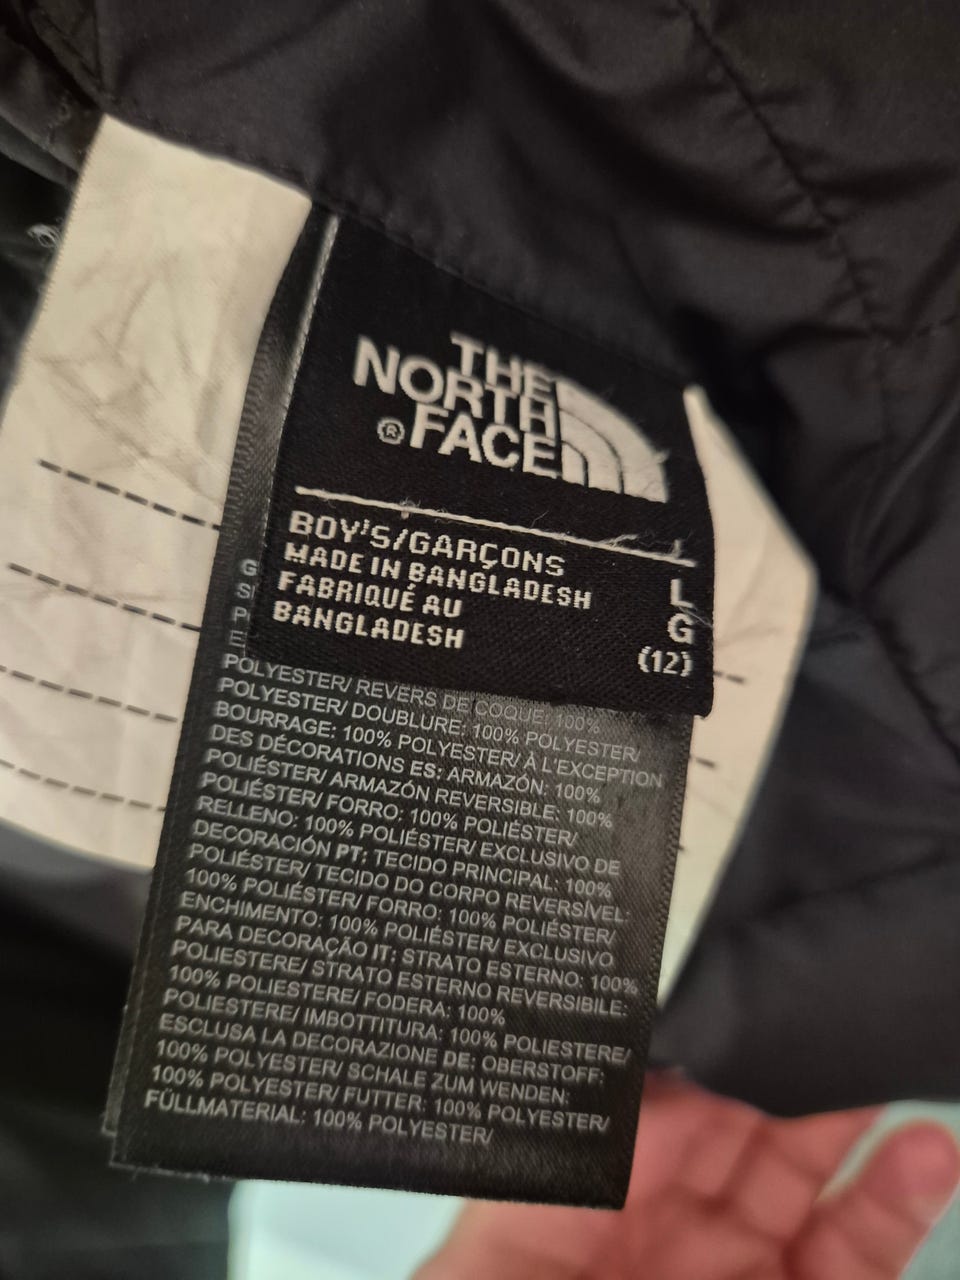 THE
NORTH
® FACE
BOY'S/GARÇONS
MADE IN BANGLADESH
FABRIQUÉ AU
BANGLADESH
L
G
(12)
POLYESTER/ REVERS DE COQUE: 100%
POLYESTER/ DOUBLURE: 100% POLYESTER/
BOURRAGE: 100% POLYESTER/ À L'EXCEPTION
DES DÉCORATIONS ES: ARMAZÓN: 100%
POLIÉSTER/ ARMAZÓN REVERSIBLE: 100%
POLIÉSTER/ FORRO: 100% POLIÉSTER/
RELLENO: 100% POLIÉSTER/ EXCLUSIVO DE
DECORACIÓN PT: TECIDO PRINCIPAL: 100%
POLIÉSTER/ TECIDO DO CORPO REVERSÍVEL:
100% POLIÉSTER/ FORRO: 100% POLIÉSTER/
ENCHIMENTO: 100% POLIÉSTER/ EXCLUSIVO
PARA DECORAÇÃO IT: STRATO ESTERNO: 100%
POLIESTERE/ STRATO ESTERNO REVERSIBILE:
100% POLIESTERE/ FODERA: 100%
POLIESTERE/ IMBOTTITURA: 100% POLIESTERE/
ESCLUSA LA DECORAZIONE DE: OBERSTOFF:
100% POLYESTER/ SCHALE ZUM WENDEN:
100% POLYESTER/ FUTTER: 100% POLYESTER/
FÜLLMATERIAL: 100% POLYESTER/